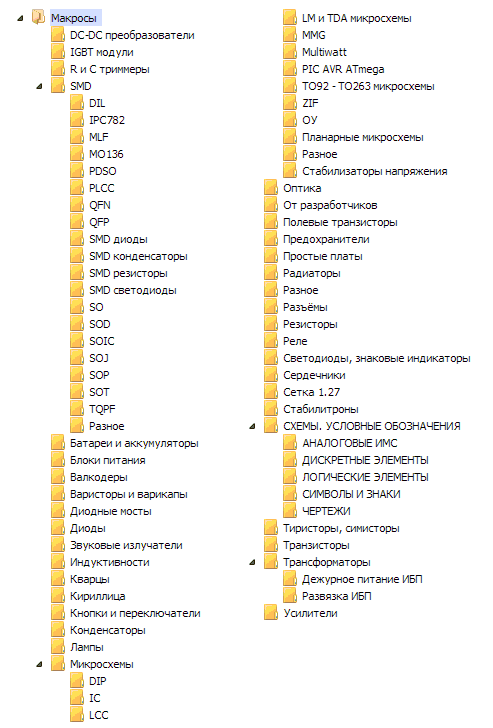 Макросы
DC-DC преобразователи
IGBT модули
R и C триммеры
SMD
DIL
IPC782
MLF
MO136
PDSO
PLCC
QFN
QFP
SMD диоды
SMD конденсаторы
SMD резисторы
SMD светодиоды
SO
SOD
SOIC
SOJ
SOP
SOT
TQPF
Разное
Батареи и аккумуляторы
Блоки питания
Валкодеры
Варисторы и варикапы
Диодные мосты
Диоды
Звуковые излучатели
Индуктивности
Кварцы
Кириллица
Кнопки и переключатели
Конденсаторы
Лампы
Микросхемы
DIP
IC
LCC
LM и TDA микросхемы
MMG
Multiwatt
PIC AVR ATmega
TO92 - TO263 микросхемы
ZIF
ОУ
Планарные микросхемы
Разное
Стабилизаторы напряжения
Оптика
От разработчиков
Полевые транзисторы
Предохранители
Простые платы
Радиаторы
Разное
Разъёмы
Резисторы
Реле
Светодиоды, знаковые индикаторы
Сердечники
Сетка 1.27
Стабилитроны
СХЕМЫ. УСЛОВНЫЕ ОБОЗНАЧЕНИЯ
АНАЛОГОВЫЕ ИМС
ДИСКРЕТНЫЕ ЭЛЕМЕНТЫ
ЛОГИЧЕСКИЕ ЭЛЕМЕНТЫ
СИМВОЛЫ И ЗНАКИ
ЧЕРТЕЖИ
Тиристоры, симисторы
Транзисторы
Трансформаторы
Дежурное питание ИБП
Развязка ИБП
Усилители